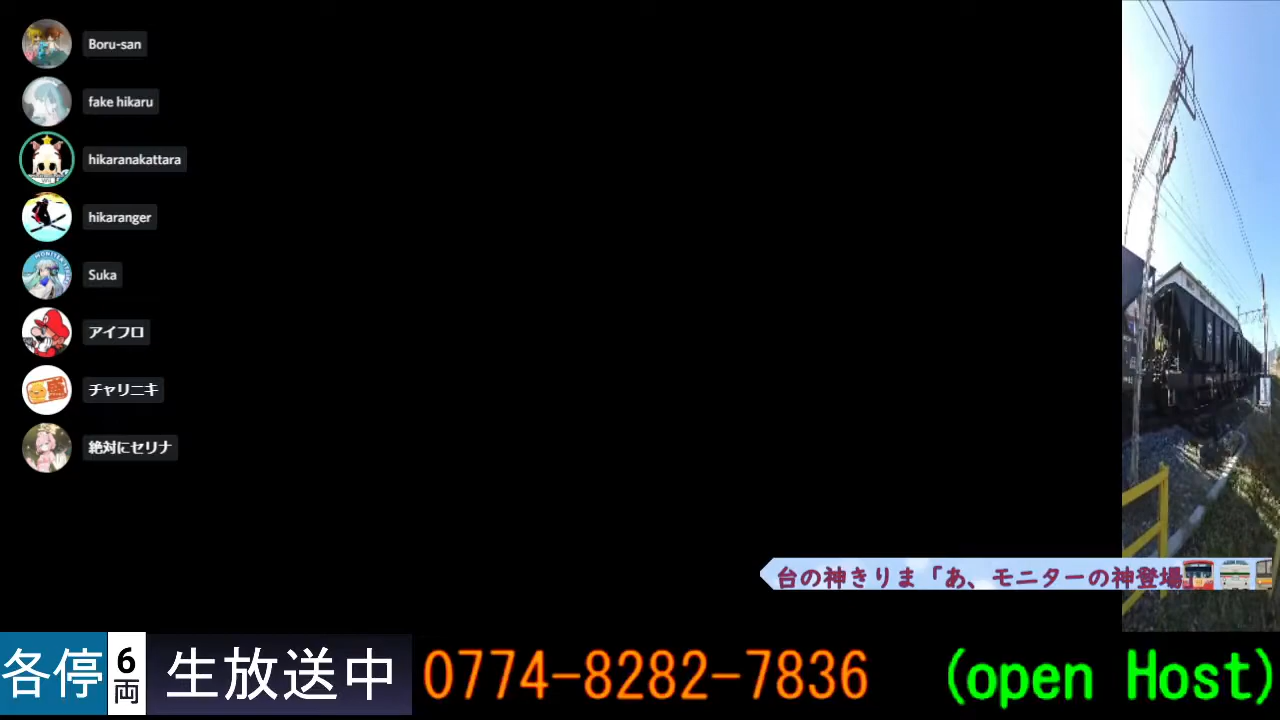 Boru-san
fake hikaru
hikaranakattara
hikaranger
Suka
アイフロ
チャリニキ
絶対にセリナ
台の神きりま「あ、モニターの神登場」
各停 6両 生放送中 0774-8282-7836 (open Host)